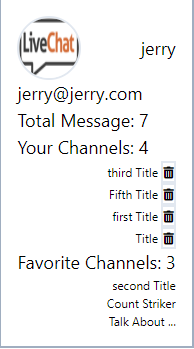 LiveChat
jerry
jerry@jerry.com
Total Message: 7
Your Channels: 4
third Title
Fifth Title
first Title
Title
Favorite Channels: 3
second Title
Count Striker
Talk About ...